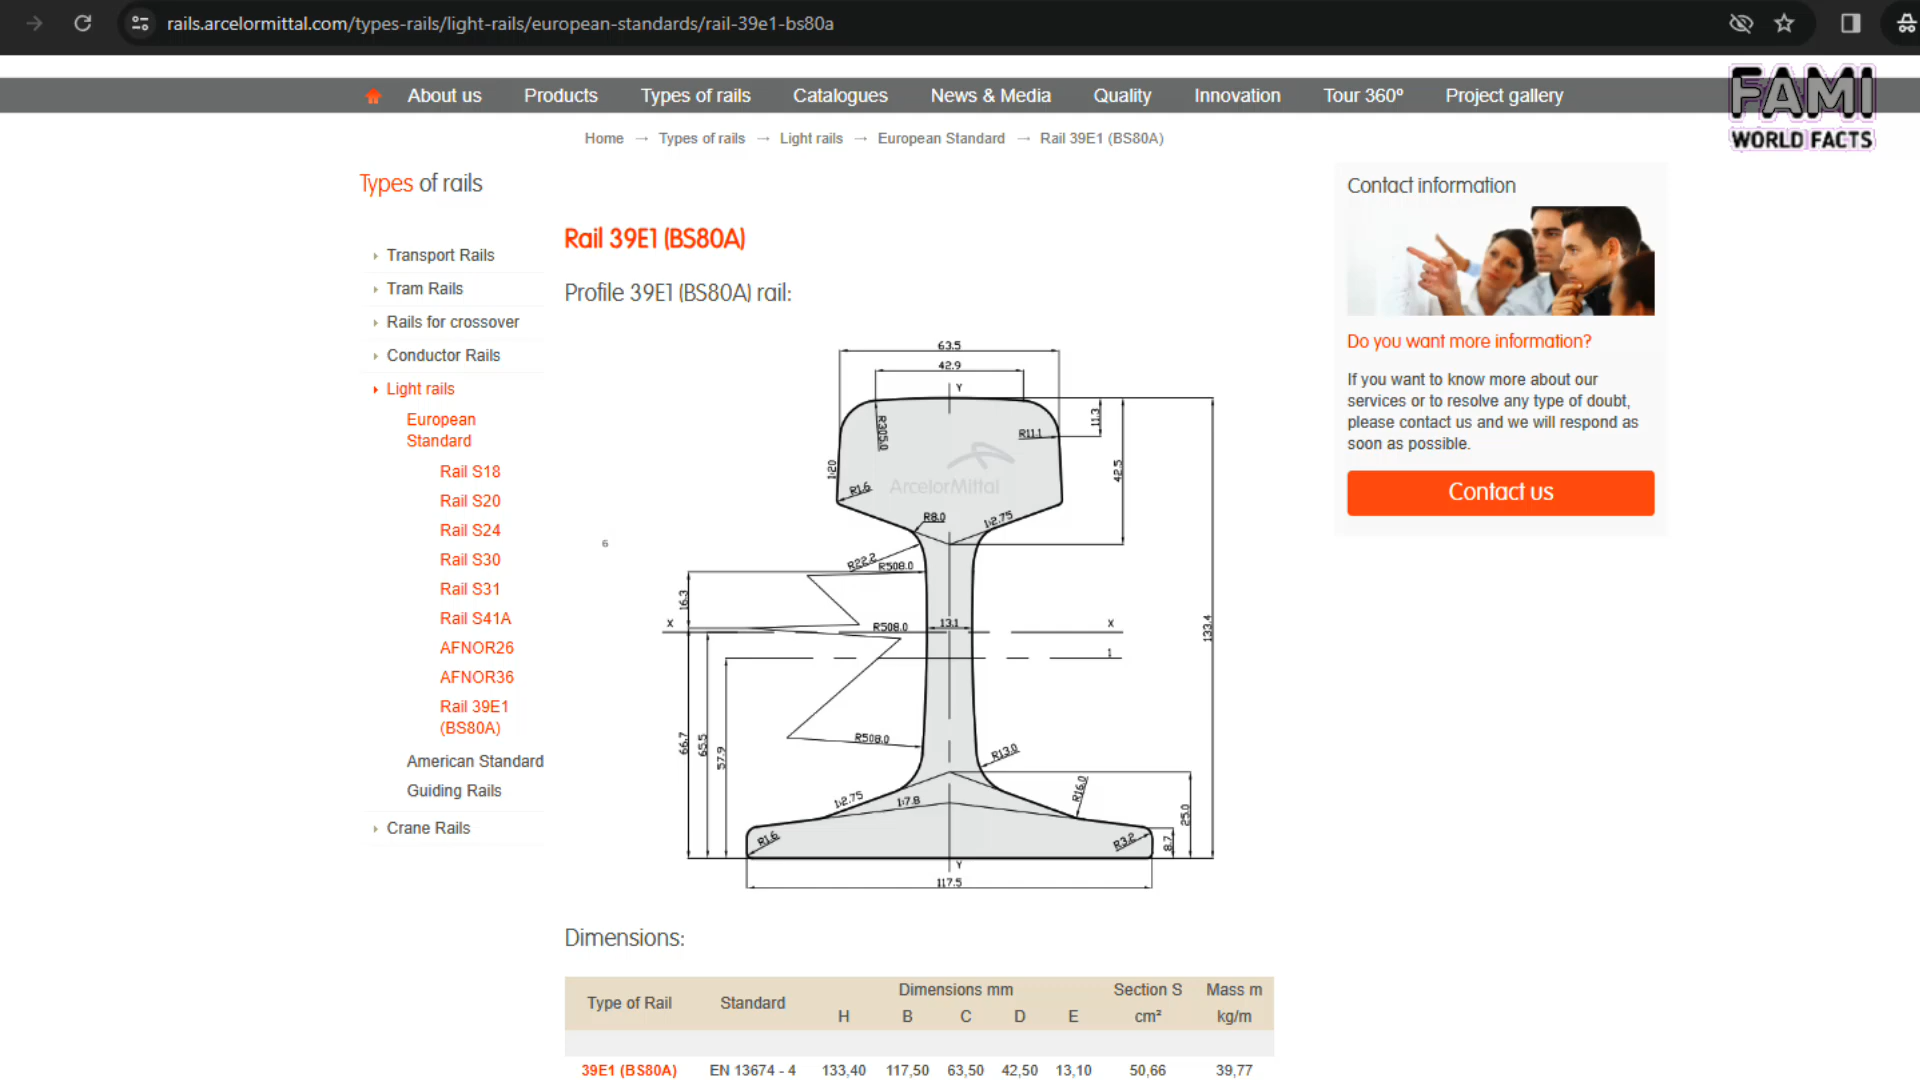 rails.arcelormittal.com/types-rails/light-rails/european-standards/rail-39e1-bs80a
About us Products Types of rails Catalogues News & Media Quality Innovation Tour 360º Project gallery
FAMI
WORLD FACTS
Home → Types of rails → Light rails → European Standard → Rail 39E1 (BS80A)
Types of rails
Transport Rails
Tram Rails
Rails for crossover
Conductor Rails
Light rails
European
Standard
Rail S18
Rail S20
Rail S24
Rail S30
Rail S31
Rail S41A
AFNOR26
AFNOR36
Rail 39E1
(BS80A)
American Standard
Guiding Rails
Crane Rails
Rail 39E1 (BS80A)
Profile 39E1 (BS80A) rail:
63.5
42.9
Y
R305.0
R11.1
11.3
1:20
42.5
R1.6
ArcelorMittal
R8.0
1:2.75
6
R22.2
R508.0
16.3
X
R508.0
13.1
X
133.4
1
66.7
65.5
57.9
R508.0
R13.0
1:2.75
1:7.8
R16.0
25.0
R1.6
R3.2
8.7
Y
117.5
Dimensions:
Type of Rail Standard Dimensions mm Section S Mass m
H B C D E cm² kg/m
39E1 (BS80A) EN 13674 - 4 133,40 117,50 63,50 42,50 13,10 50,66 39,77
Contact information
Do you want more information?
If you want to know more about our
services or to resolve any type of doubt,
please contact us and we will respond as
soon as possible.
Contact us